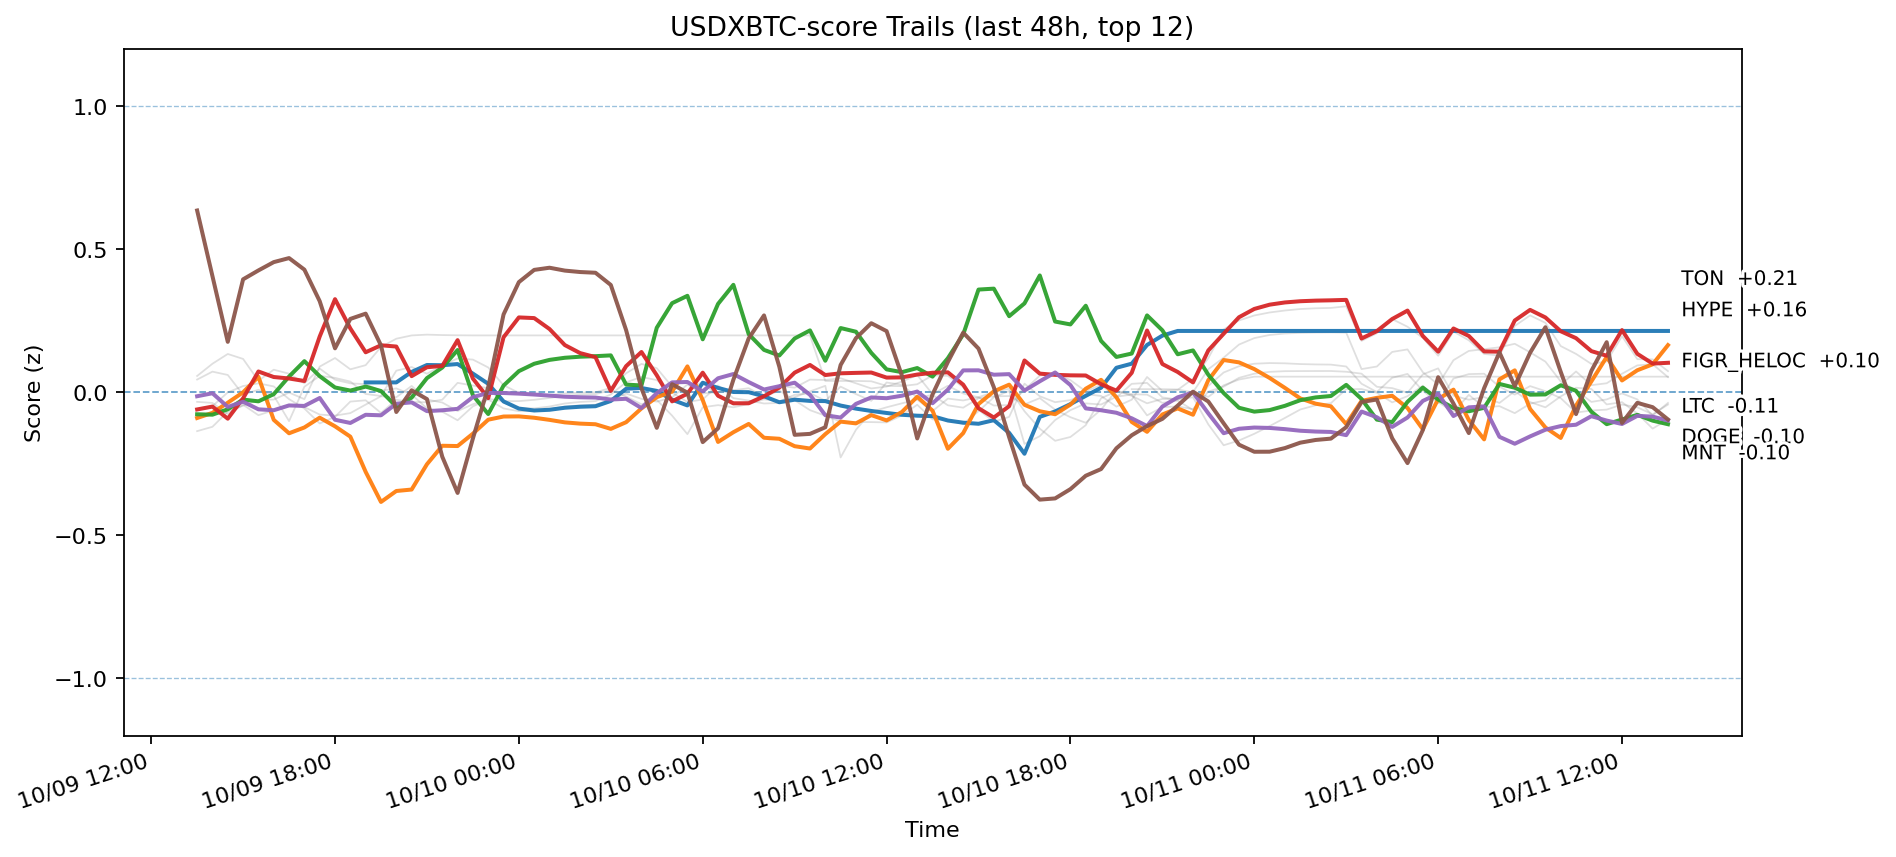 USDXBTC-score Trails (last 48h, top 12)
Score (z)
1.0
0.5
0.0
−0.5
−1.0
TON +0.21
HYPE +0.16
FIGR_HELOC +0.10
LTC -0.11
DOGE -0.10
MNT -0.10
10/09 12:00
10/09 18:00
10/10 00:00
10/10 06:00
10/10 12:00
10/10 18:00
10/11 00:00
10/11 06:00
10/11 12:00
Time